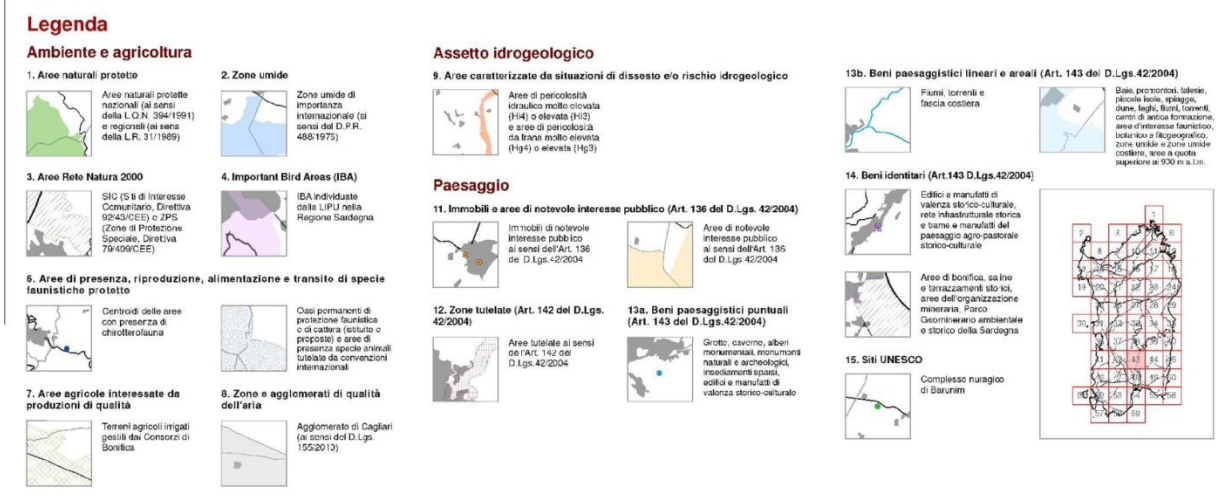 Legenda
Ambiente e agricoltura
1. Aree naturali protette
Aree naturali protette
nazionali (ai sensi
della L.Q.N. 394/1991)
e regionali (ai sensi
della L.R. 31/1989)
2. Zone umide
Zone umide di
importanza
internazionale (ai
sensi del D.P.R.
488/1976)
3. Aree Rete Natura 2000
SIC (Siti di Interesse
Comunitario, Direttiva
92/43/CEE) e ZPS
(Zone di Protezione
Speciale, Direttiva
79/409/CEE)
4. Important Bird Areas (IBA)
IBA individuate
dalla LIPU nella
Regione Sardegna
6. Aree di presenza, riproduzione, alimentazione e transito di specie
faunistiche protette
Centroidi delle aree
con presenza di
chirotterofauna
Oasi permanenti di
protezione faunistica
e di cattura (istituite e
proposte) e aree di
presenza specie animali
tutelate da convenzioni
internazionali
7. Aree agricole interessate da
produzioni di qualità
Terreni agricoli irrigati
gestiti dai Consorzi di
Bonifica
8. Zone e agglomerati di qualità
dell'aria
Agglomerato di Cagliari
(ai sensi del D.Lgs.
155/2010)
Assetto idrogeologico
9. Aree caratterizzate da situazioni di dissesto e/o rischio idrogeologico
Aree di pericolosità
idraulica molto elevata
(Hi4) o elevata (Hi3)
e aree di pericolosità
da frana molto elevata
(Hg4) o elevata (Hg3)
Paesaggio
11. Immobili e aree di notevole interesse pubblico (Art. 136 del D.Lgs. 42/2004)
Immobili di notevole
interesse pubblico
ai sensi dell'Art. 136
del D.Lgs.42/2004
Aree di notevole
interesse pubblico
ai sensi dell'Art. 136
del D.Lgs.42/2004
12. Zone tutelate (Art. 142 del D.Lgs.
42/2004)
Aree tutelate ai sensi
dell'Art. 142 del
D.Lgs.42/2004
13a. Beni paesaggistici puntuali
(Art. 143 del D.Lgs.42/2004)
Grotte, caverne, alberi
monumentali, monumenti
naturali e archeologici,
insediamenti sparsi,
edifici e manufatti di
valenza storico-culturale
13b. Beni paesaggistici lineari e areali (Art. 143 del D.Lgs.42/2004)
Fiumi, torrenti e
fascia costiera
Baie, promontori, falesie,
piccole isole, spiagge,
dune, laghi, fiumi, torrenti,
centri di antica formazione,
aree d'interesse faunistico,
botanico e fitogeografico,
zone umide e zone umide
costiere, aree a quota
superiore ai 900 m s.l.m.
14. Beni identitari (Art.143 D.Lgs.42/2004)
Edifici e manufatti di
valenza storico-culturale,
rete infrastrutturale storica
e trame e manufatti del
paesaggio agro-pastorale
storico-culturale
Aree di bonifica, saline
e terrazzamenti storici,
aree dell'organizzazione
mineraria, Parco
Geominerario ambientale
e storico della Sardegna
15. Siti UNESCO
Complesso nuragico
di Barumini
1
2 3 6
8
19 24
30
43 44
50
59